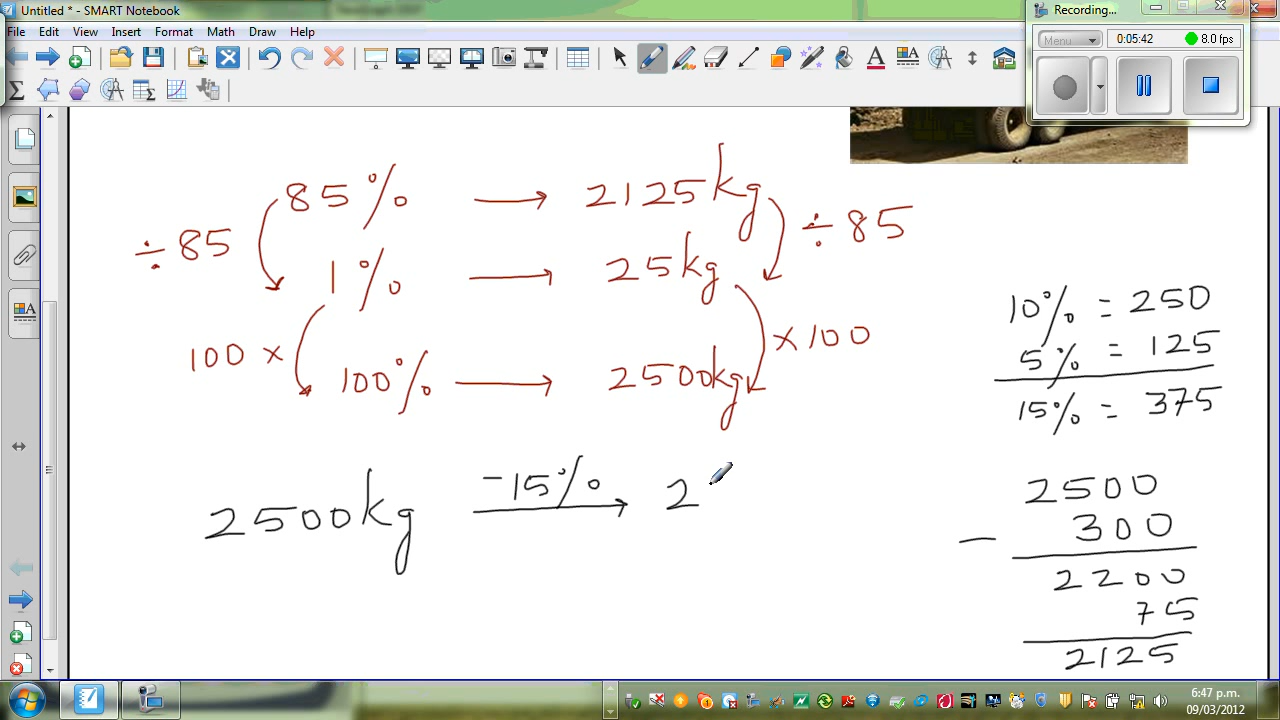 Untitled * - SMART Notebook
Recording...
File Edit View Insert Format Math Draw Help
Menu 0:05:42 8.0 fps
85% → 2125kg
÷85 ÷85
1% → 25kg
100 × × 100
100% → 2500kg
10% = 250
5% = 125
15% = 375
2500kg -15% → 2
2500
- 300
2200
75
2125
6:47 p.m.
09/03/2012